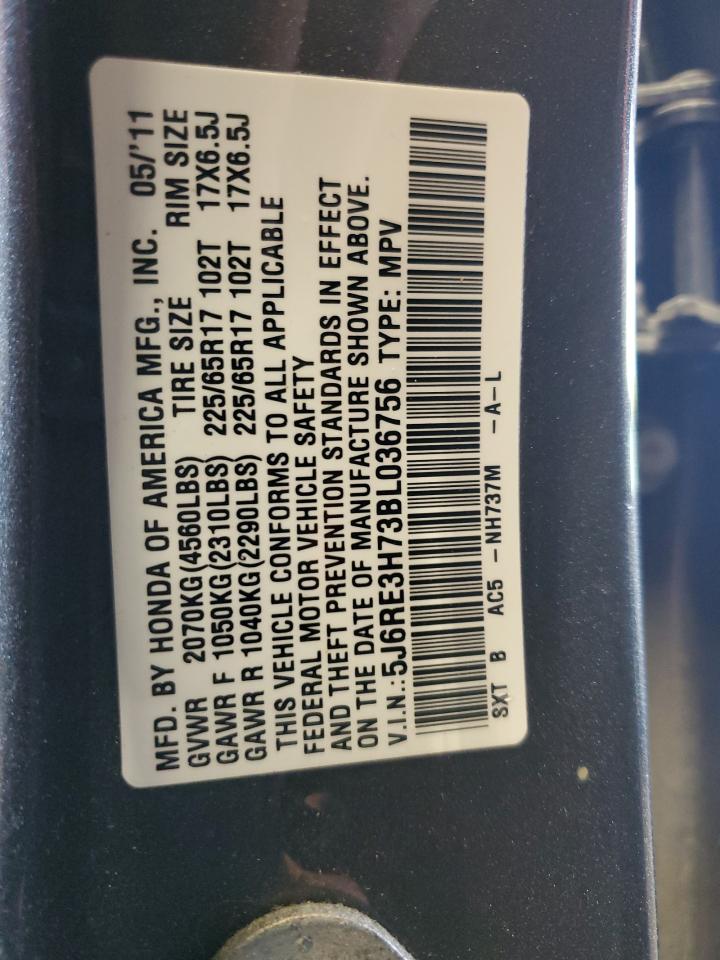 MFD. BY HONDA OF AMERICA MFG., INC. 05/'11
GVWR 2070KG(4560LBS) TIRE SIZE RIM SIZE
GAWR F 1050KG(2310LBS) 225/65R17 102T 17X6.5J
GAWR R 1040KG(2290LBS) 225/65R17 102T 17X6.5J
THIS VEHICLE CONFORMS TO ALL APPLICABLE
FEDERAL MOTOR VEHICLE SAFETY
AND THEFT PREVENTION STANDARDS IN EFFECT
ON THE DATE OF MANUFACTURE SHOWN ABOVE.
V.I.N.:5J6RE3H73BL036756 TYPE: MPV
SXT B AC5 -NH737M -A-L